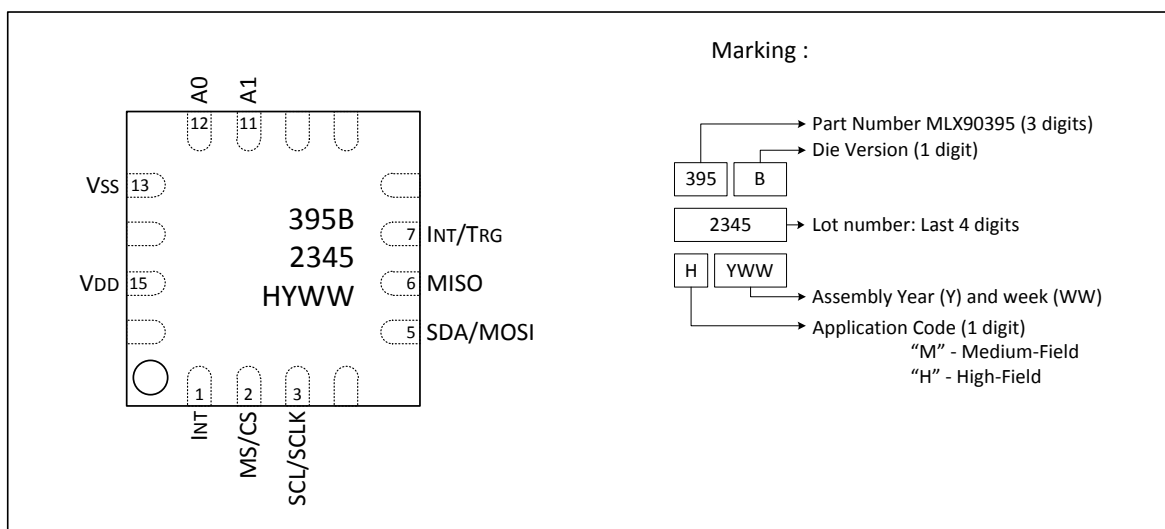 Marking :
A0
A1
12
11
VSS
13
VDD
15
395B
2345
HYWW
7
INT/TRG
6
MISO
5
SDA/MOSI
1
2
3
INT
MS/CS
SCL/SCLK
Part Number MLX90395 (3 digits)
Die Version (1 digit)
395
B
2345
Lot number: Last 4 digits
H
YWW
Assembly Year (Y) and week (WW)
Application Code (1 digit)
“M” - Medium-Field
“H” - High-Field